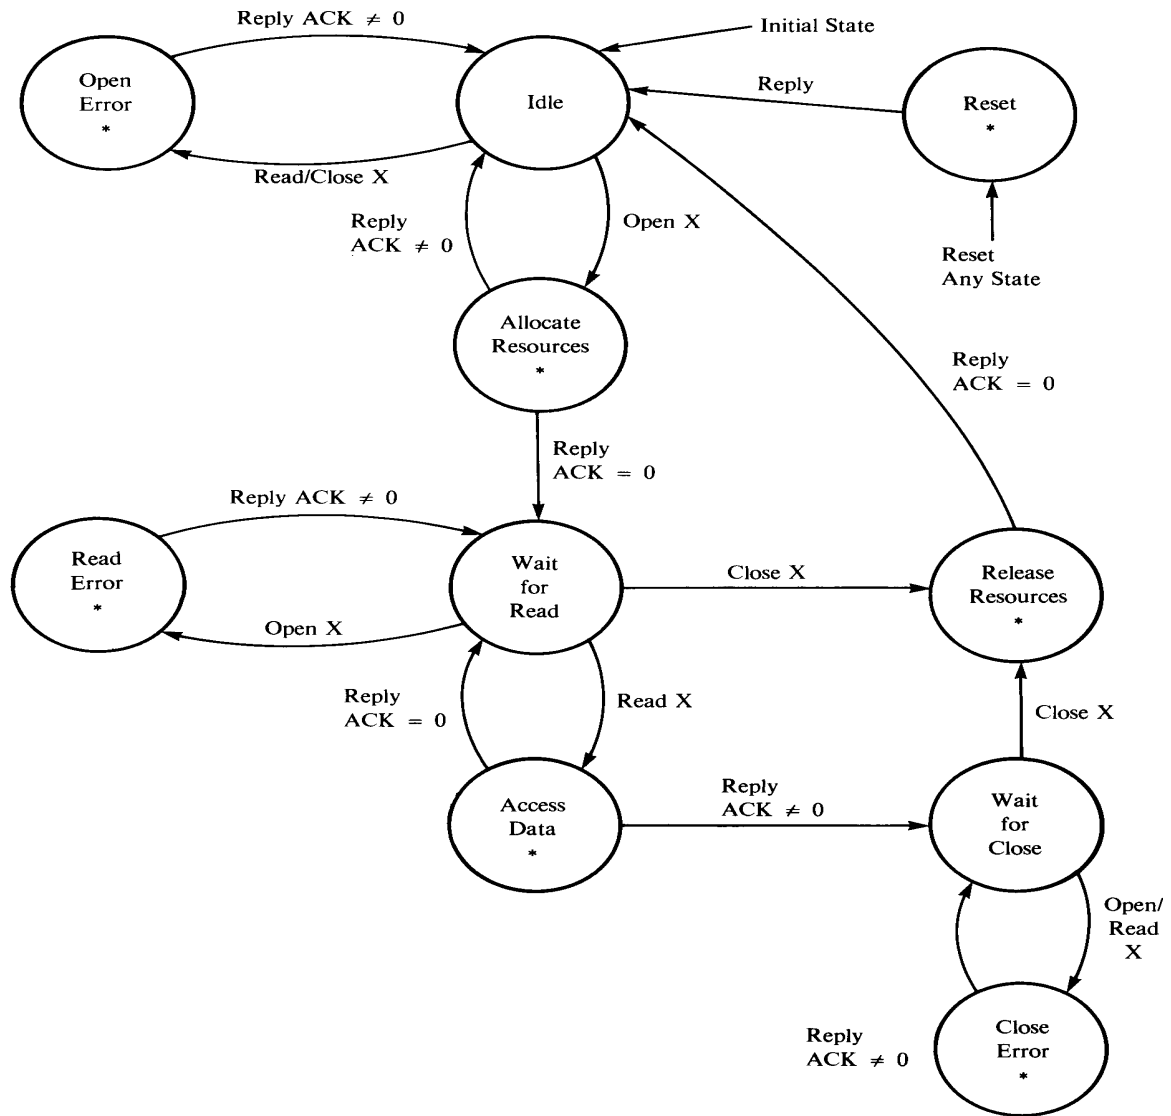 Reply ACK ≠ 0
Initial State
Open
Error
*
Idle
Reply
Reset
*
Read/Close X
Reply
ACK ≠ 0
Open X
Reset
Any State
Allocate
Resources
*
Reply
ACK = 0
Reply
ACK = 0
Reply ACK ≠ 0
Read
Error
*
Wait
for
Read
Close X
Release
Resources
*
Open X
Reply
ACK = 0
Read X
Close X
Access
Data
*
Reply
ACK ≠ 0
Wait
for
Close
Open/
Read
X
Reply
ACK ≠ 0
Close
Error
*